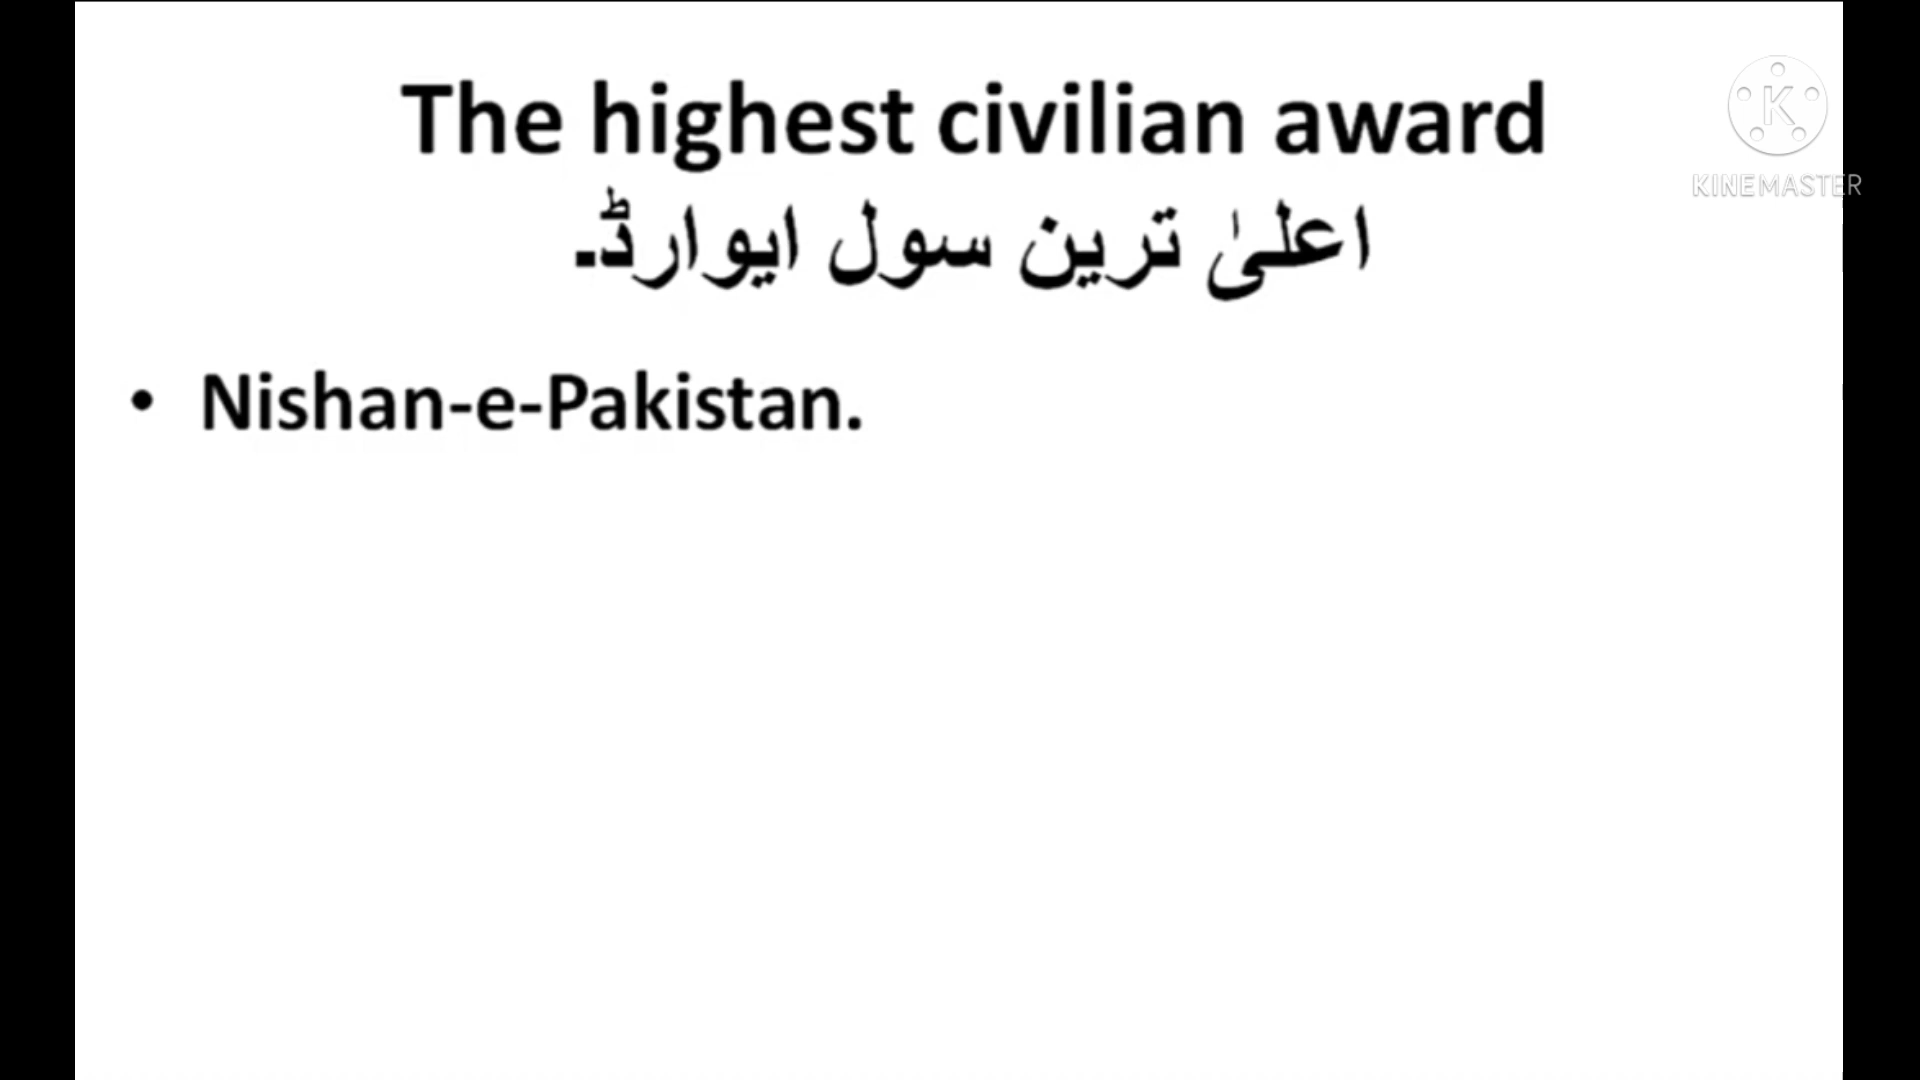 The highest civilian award
اعلیٰ ترین سول ایوارڈ۔
• Nishan-e-Pakistan.
K
KINEMASTER